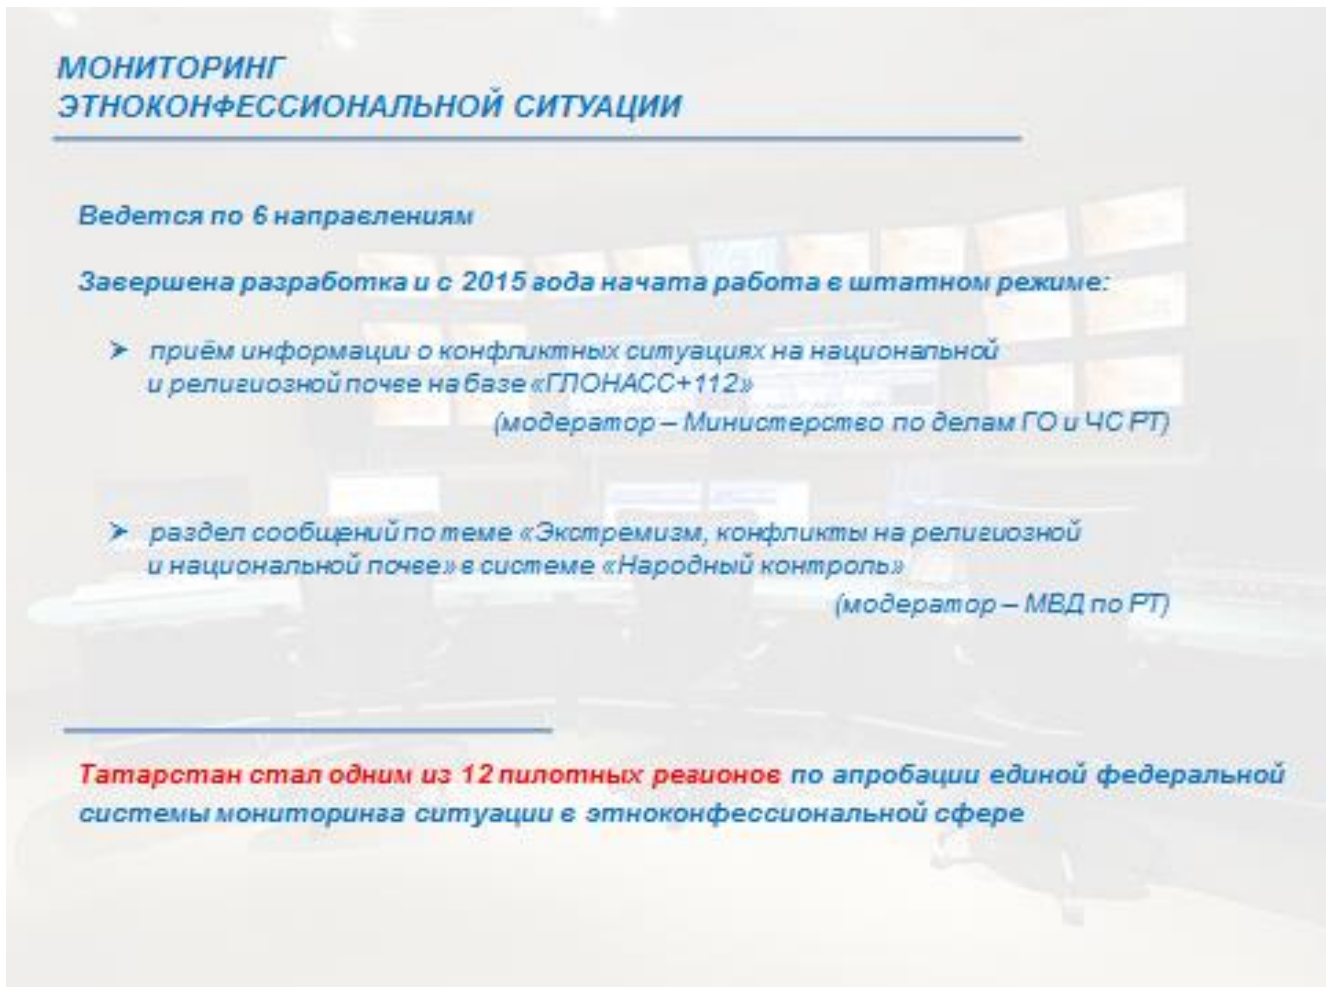 МОНИТОРИНГ
ЭТНОКОНФЕССИОНАЛЬНОЙ СИТУАЦИИ
Ведется по 6 направлениям
Завершена разработка и с 2015 года начата работа в штатном режиме:
➢ приём информации о конфликтных ситуациях на национальной
и религиозной почве на базе «ГЛОНАСС+112»
(модератор – Министерство по делам ГО и ЧС РТ)
➢ раздел сообщений по теме «Экстремизм, конфликты на религиозной
и национальной почве» в системе «Народный контроль»
(модератор – МВД по РТ)
Татарстан стал одним из 12 пилотных регионов по апробации единой федеральной
системы мониторинга ситуации в этноконфессиональной сфере